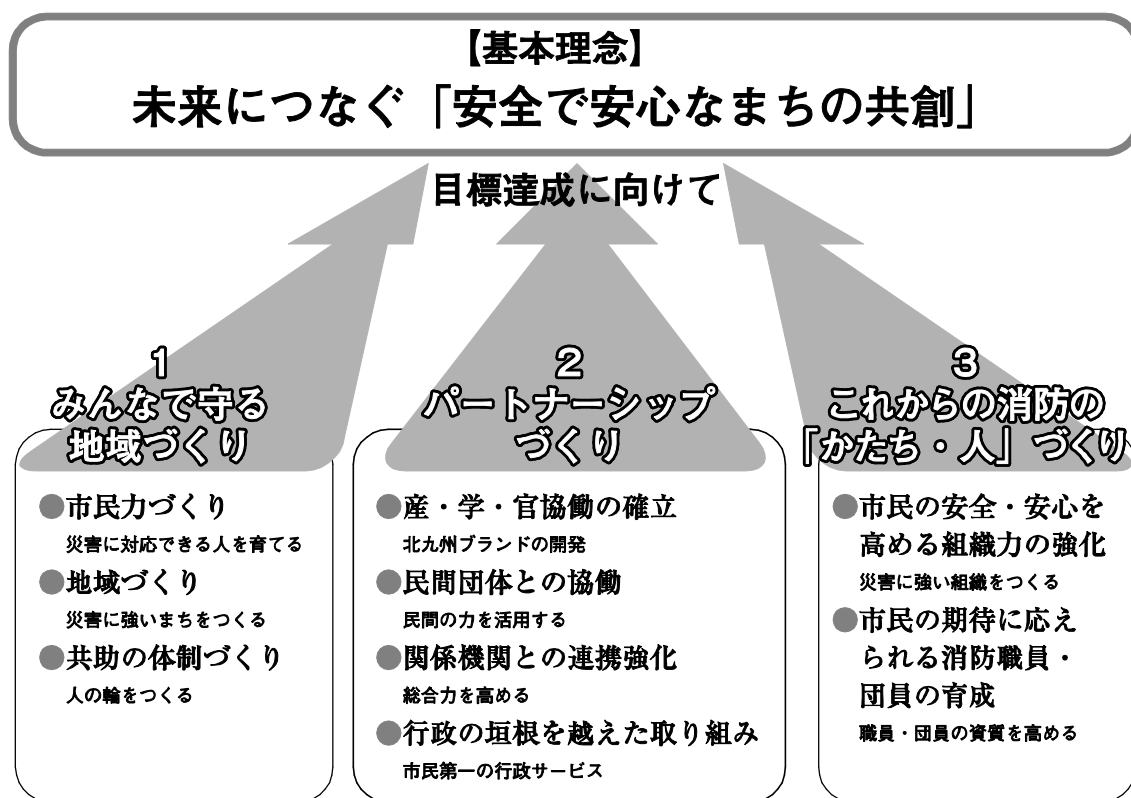 【基本理念】
未来につなぐ「安全で安心なまちの共創」
目標達成に向けて
1
みんなで守る
地域づくり
●市民力づくり
災害に対応できる人を育てる
●地域づくり
災害に強いまちをつくる
●共助の体制づくり
人の輪をつくる
2
パートナーシップ
づくり
●産・学・官協働の確立
北九州ブランドの開発
●民間団体との協働
民間の力を活用する
●関係機関との連携強化
総合力を高める
●行政の垣根を越えた取り組み
市民第一の行政サービス
3
これからの消防の
「かたち・人」づくり
●市民の安全・安心を
高める組織力の強化
災害に強い組織をつくる
●市民の期待に応え
られる消防職員・
団員の育成
職員・団員の資質を高める